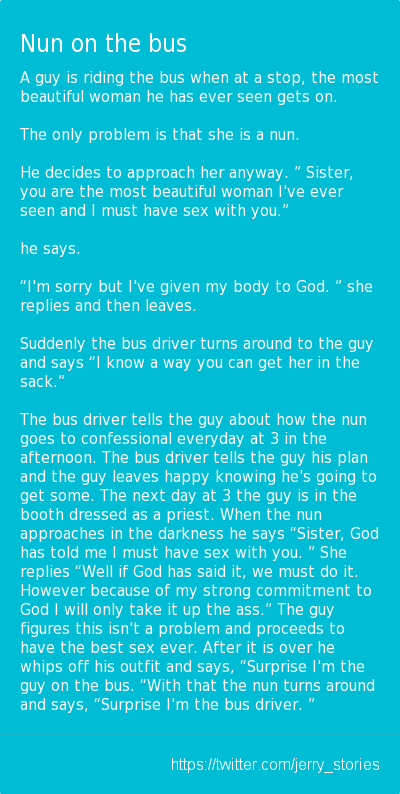 Nun on the bus
A guy is riding the bus when at a stop, the most
beautiful woman he has ever seen gets on.
The only problem is that she is a nun.
He decides to approach her anyway. ” Sister,
you are the most beautiful woman I've ever
seen and I must have sex with you.”
he says.
“I'm sorry but I've given my body to God. ” she
replies and then leaves.
Suddenly the bus driver turns around to the guy
and says “I know a way you can get her in the
sack.”
The bus driver tells the guy about how the nun
goes to confessional everyday at 3 in the
afternoon. The bus driver tells the guy his plan
and the guy leaves happy knowing he's going to
get some. The next day at 3 the guy is in the
booth dressed as a priest. When the nun
approaches in the darkness he says “Sister, God
has told me I must have sex with you. ” She
replies “Well if God has said it, we must do it.
However because of my strong commitment to
God I will only take it up the ass.” The guy
figures this isn't a problem and proceeds to
have the best sex ever. After it is over he
whips off his outfit and says, “Surprise I'm the
guy on the bus. “With that the nun turns around
and says, “Surprise I'm the bus driver. ”
https://twitter.com/jerry_stories